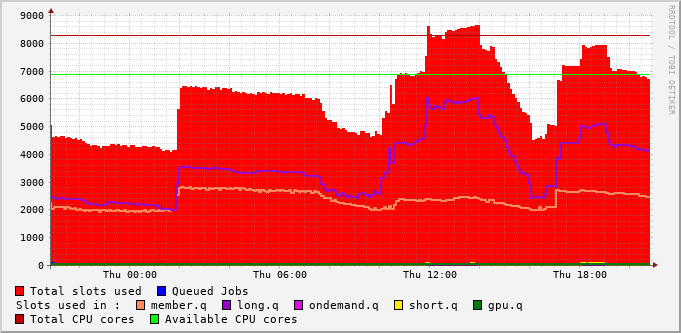 9000
8000
7000
6000
5000
4000
3000
2000
1000
0
Thu 00:00 Thu 06:00 Thu 12:00 Thu 18:00
Total slots used Queued Jobs
Slots used in : member.q long.q ondemand.q short.q gpu.q
Total CPU cores Available CPU cores
RRDTOOL / TOBI OETIKER